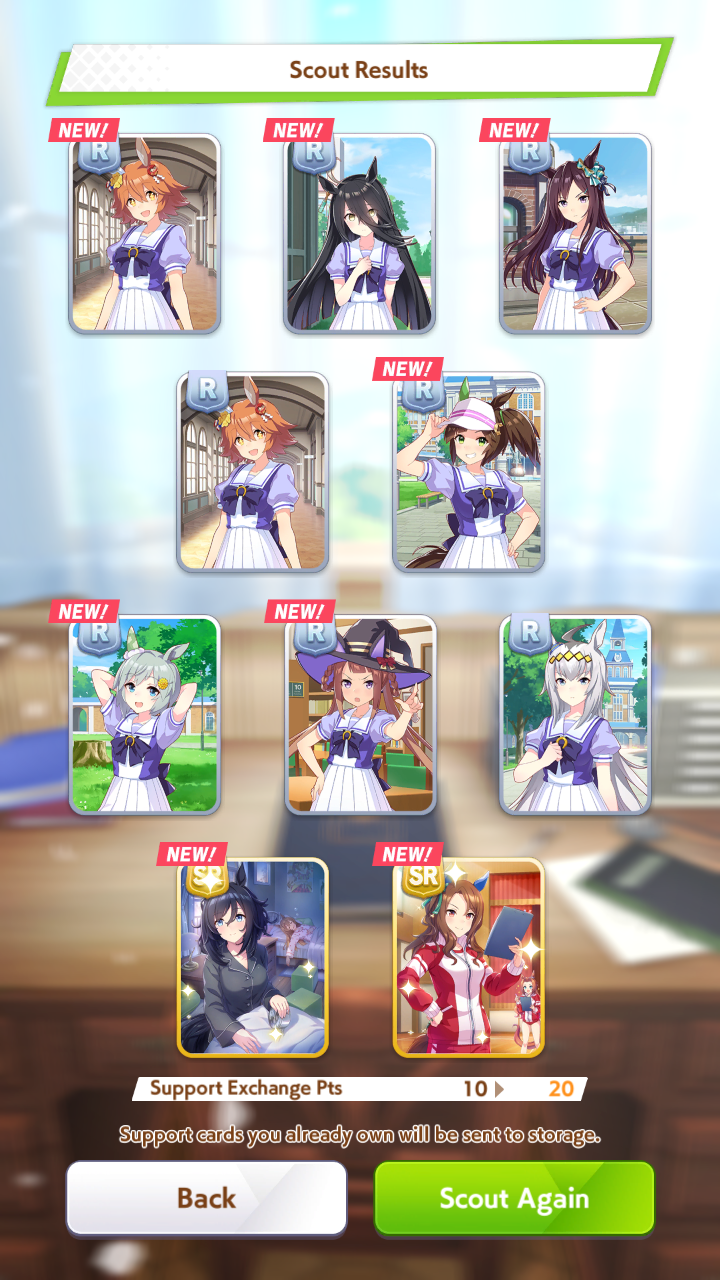 Scout Results
NEW!
R
NEW!
R
NEW!
R
R
NEW!
R
NEW!
R
NEW!
R
R
NEW!
SR
NEW!
SR
Support Exchange Pts 10 20
Support cards you already own will be sent to storage.
Back
Scout Again